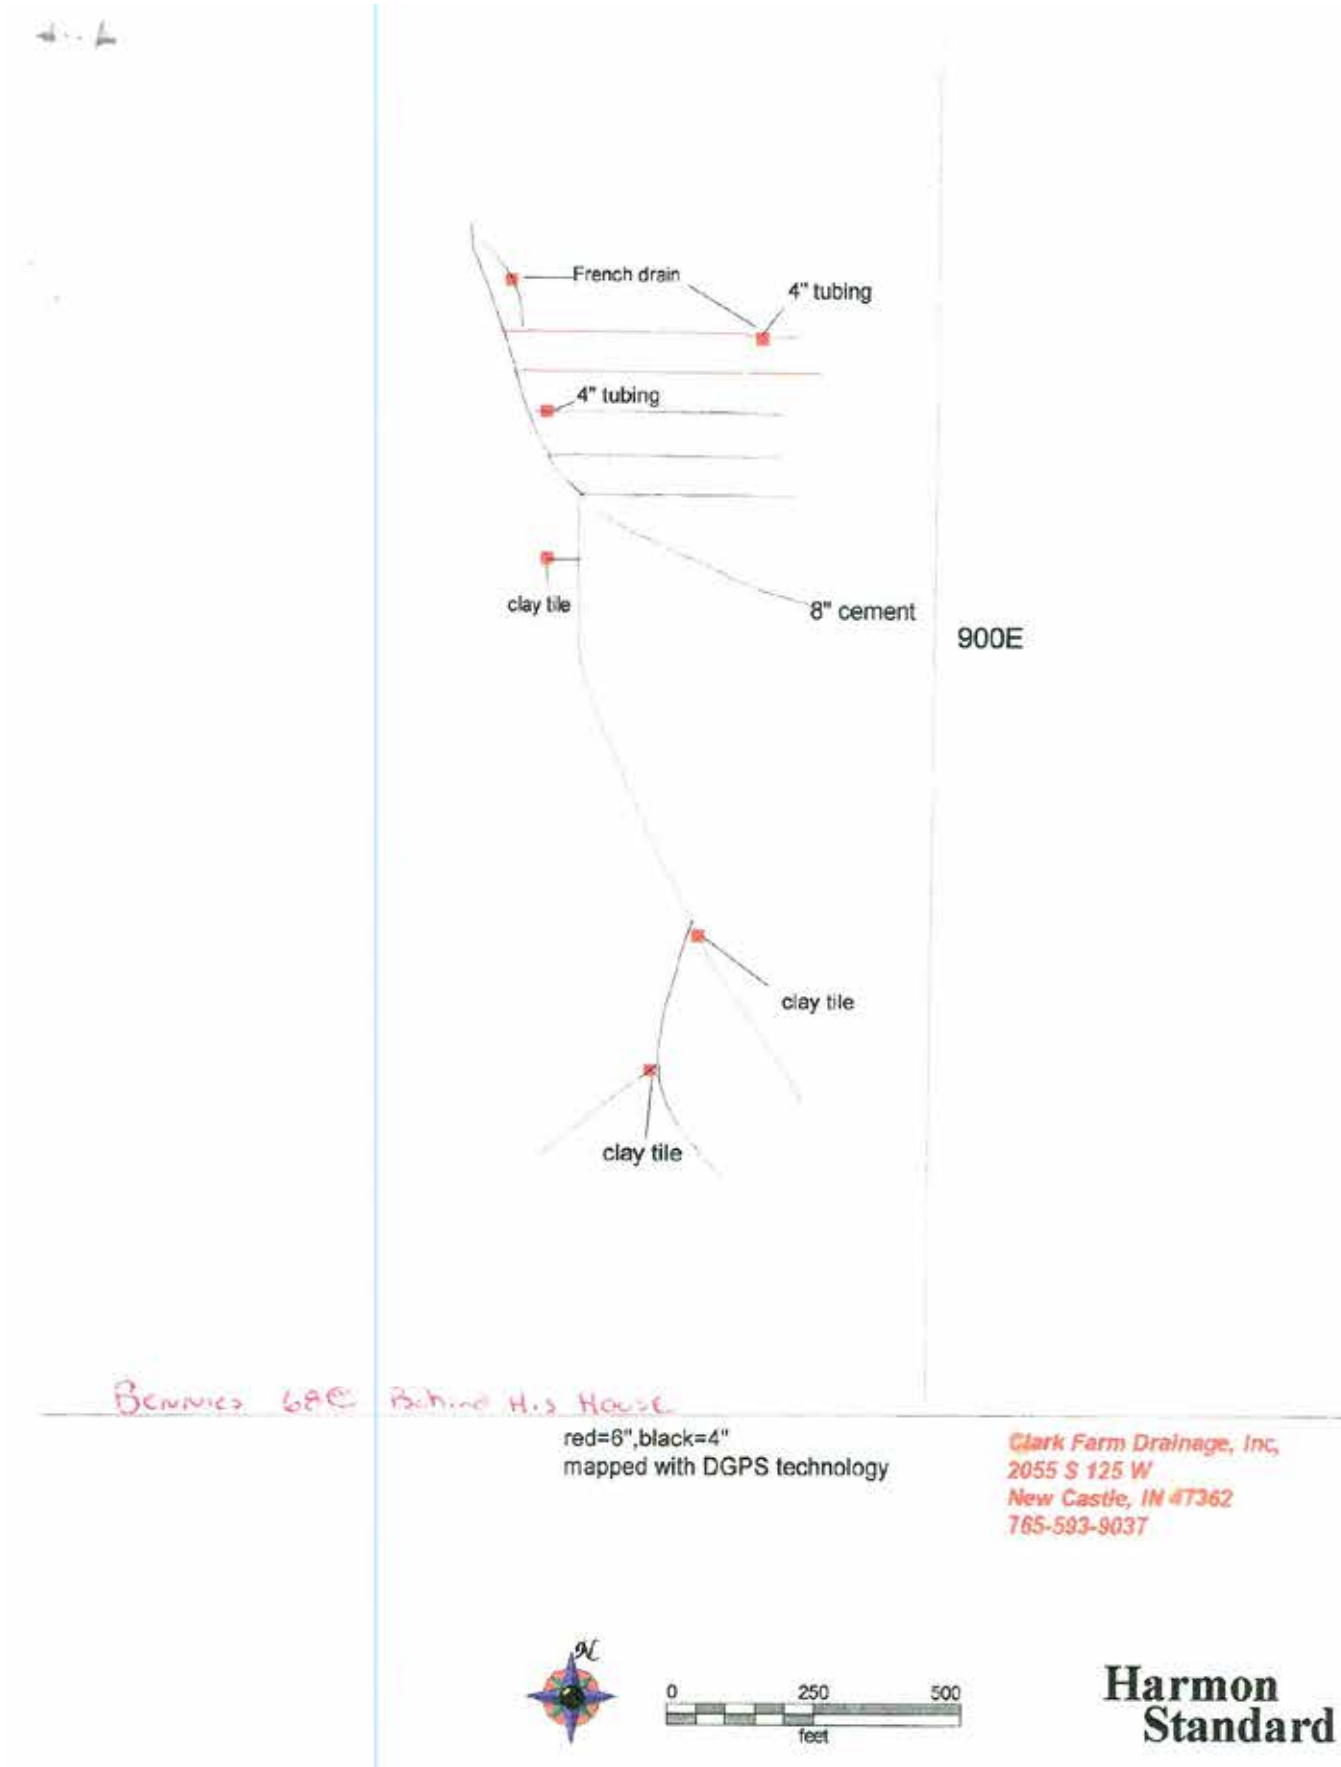 French drain
4" tubing
4" tubing
clay tile
8" cement
900E
clay tile
clay tile
Bennies 68@ Behind His House
red=6",black=4"
mapped with DGPS technology
Clark Farm Drainage, Inc,
2055 S 125 W
New Castle, IN 47362
765-593-9037
N
0 250 500
feet
Harmon
Standard